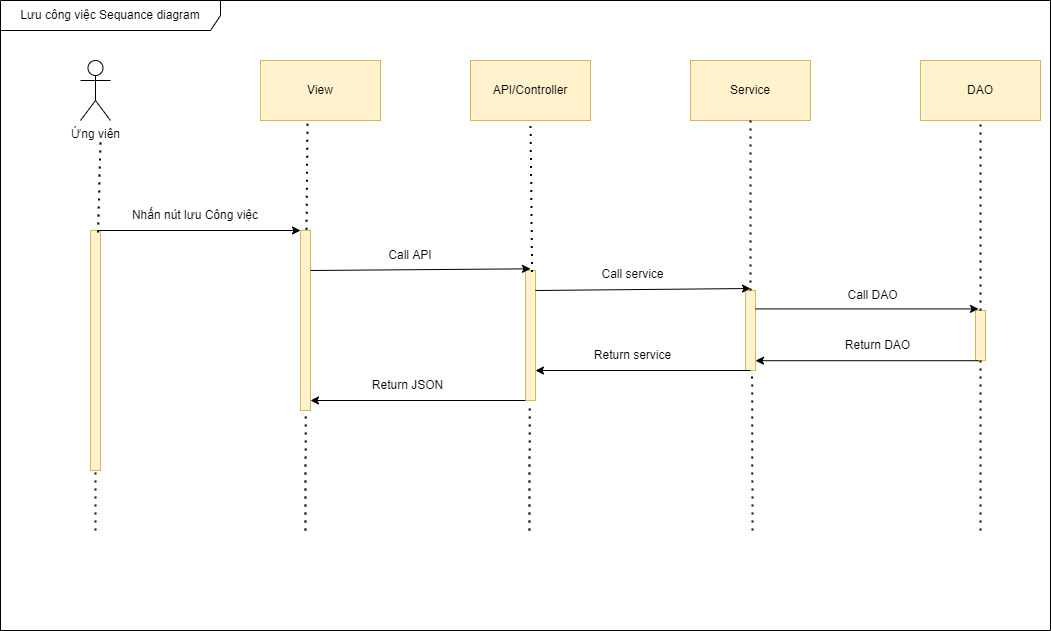 Lưu công việc Sequance diagram
Ứng viên
View
API/Controller
Service
DAO
Nhấn nút lưu Công việc
Call API
Call service
Call DAO
Return DAO
Return service
Return JSON